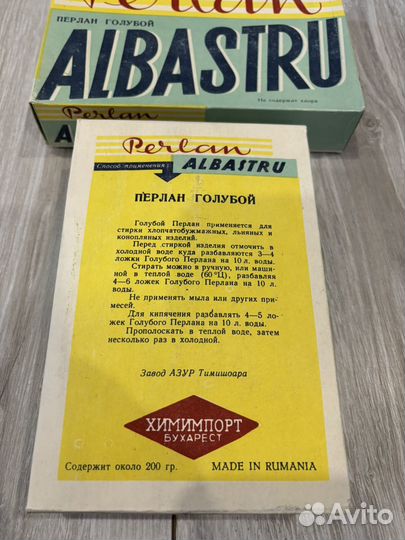 Perlan
ПЕРЛАН ГОЛУБОЙ
ALBASTRU
Не содержит хлора
Perlan
A
Perlan
Способ применения
ALBASTRU
ПЕРЛАН ГОЛУБОЙ
Голубой Перлан применяется для
стирки хлопчатобумажмых, льняных и
конопляных изделий.
Перед стиркой изделия отмочить в
холодной воде куда разбавляются 3—4
ложки Голубого Перлана на 10 л. воды.
Стирать можно в ручную, или маши-
ной в теплой воде (60°Ц), разбавляя
4—6 ложек Голубого Перлана на 10 л.
воды.
Не применять мыла или других при-
месей.
Для кипячения разбавлять 4—5 ло-
жек Голубого Перлана на 10 л. воды.
Прополоскать в теплой воде, затем
несколько раз в холодной.
Завод АЗУР Тимишоара
ХИМИМПОРТ
БУХАРЕСТ
Содержит около 200 гр.
MADE IN RUMANIA
Avito